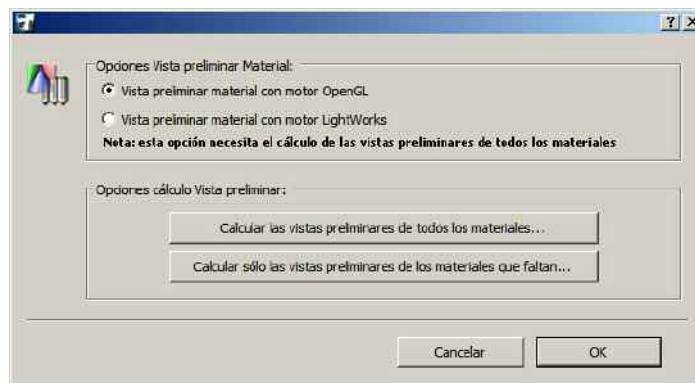 Opciones Vista preliminar Material:
Vista preliminar material con motor OpenGL
Vista preliminar material con motor LightWorks
Nota: esta opción necesita el cálculo de las vistas preliminares de todos los materiales
Opciones cálculo Vista preliminar:
Calcular las vistas preliminares de todos los materiales...
Calcular sólo las vistas preliminares de los materiales que faltan...
Cancelar
OK